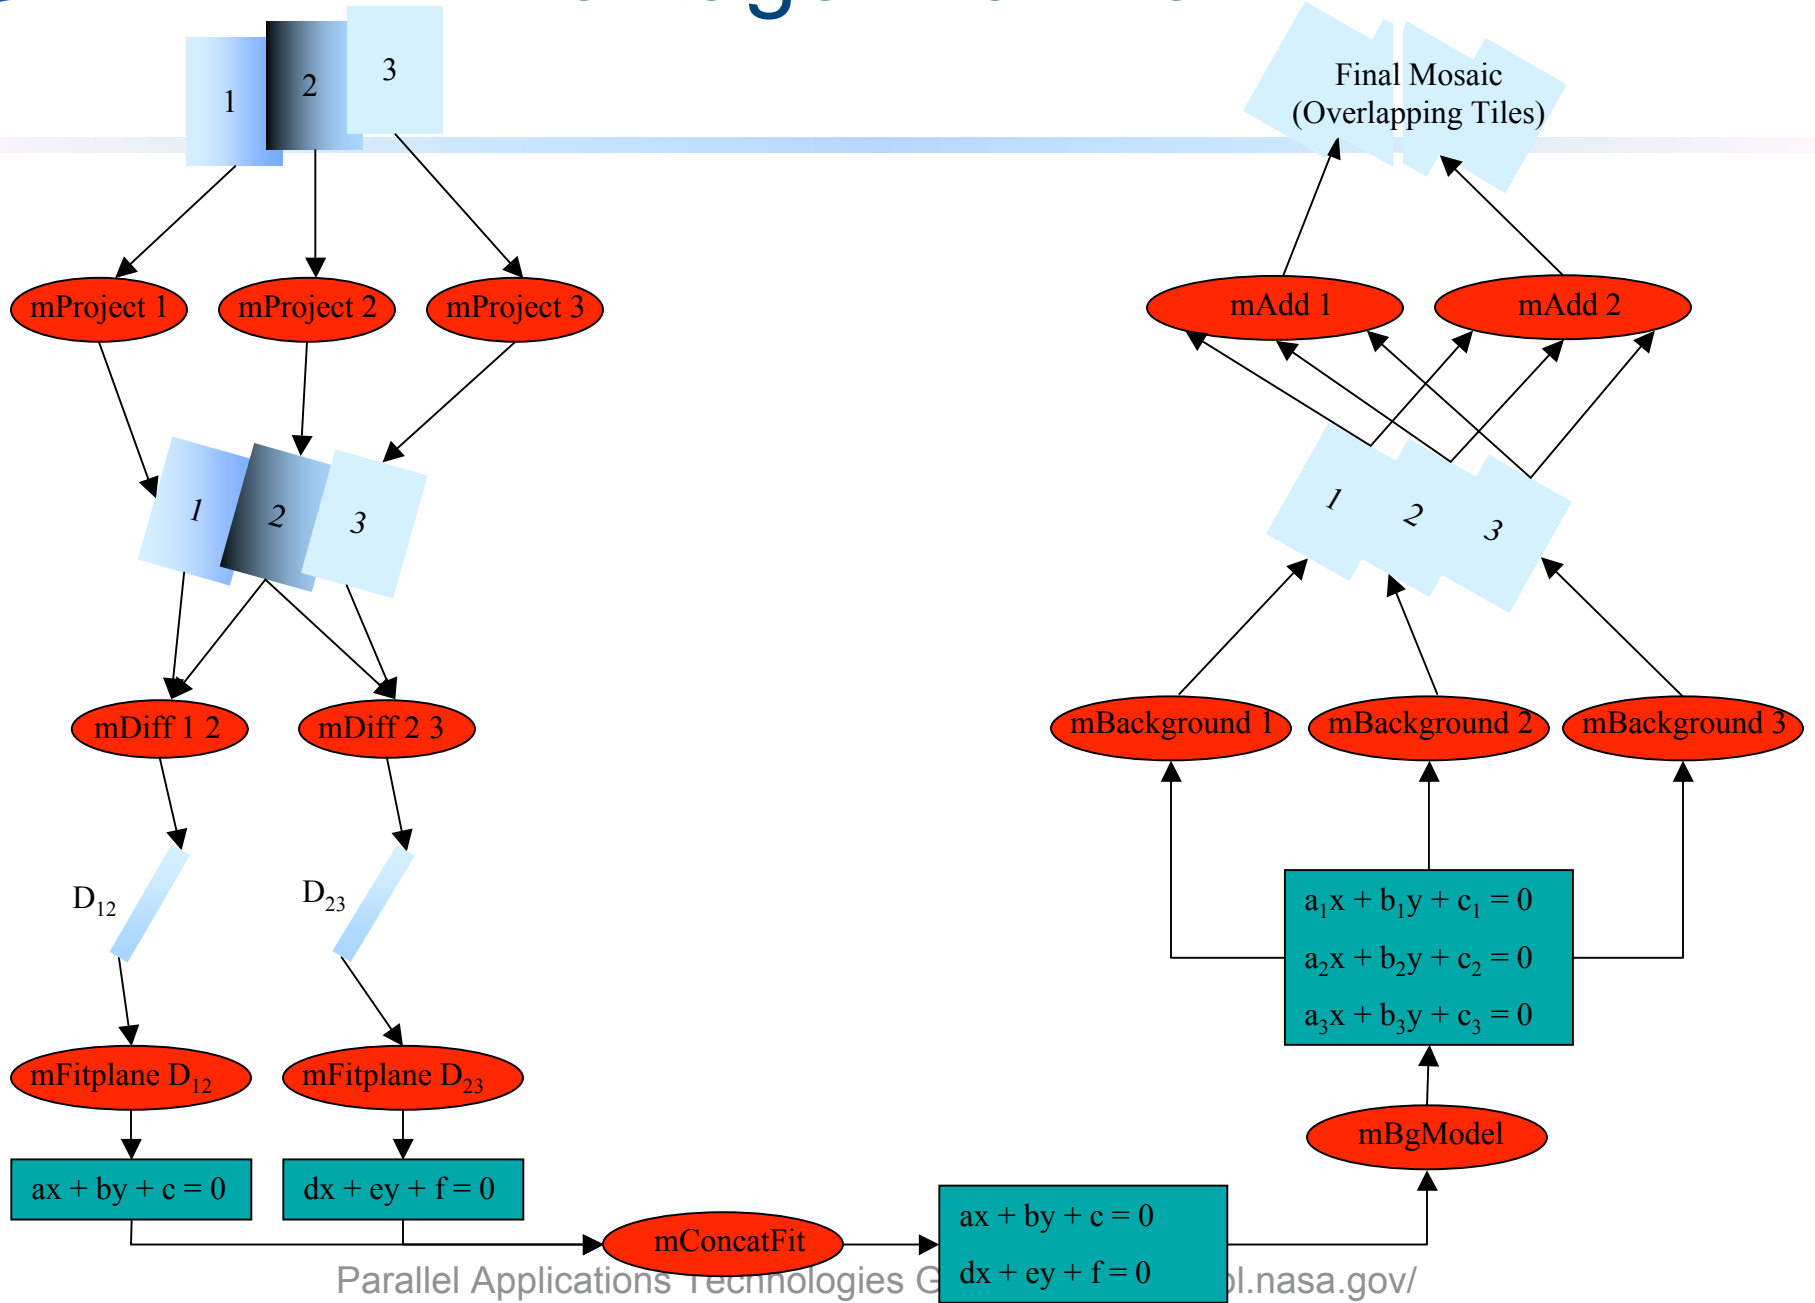 1
2
3
Final Mosaic
(Overlapping Tiles)
mProject 1
mProject 2
mProject 3
mAdd 1
mAdd 2
1
2
3
1
2
3
mDiff 1 2
mDiff 2 3
mBackground 1
mBackground 2
mBackground 3
D₁₂
D₂₃
a₁x + b₁y + c₁ = 0
a₂x + b₂y + c₂ = 0
a₃x + b₃y + c₃ = 0
mFitplane D₁₂
mFitplane D₂₃
mBgModel
ax + by + c = 0
dx + ey + f = 0
mConcatFit
ax + by + c = 0
dx + ey + f = 0
Parallel Applications Technologies